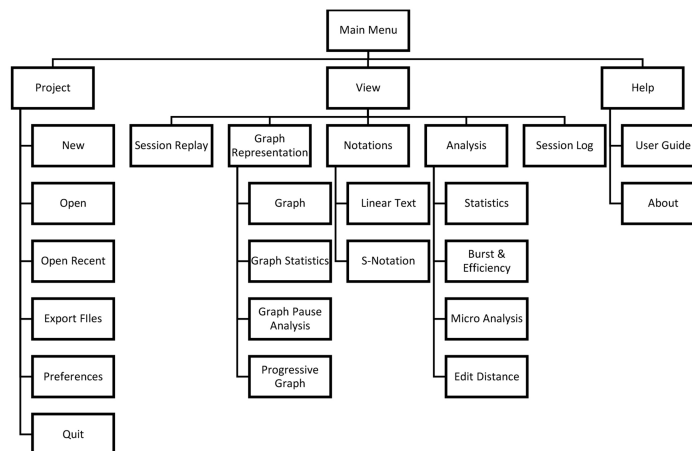 Main Menu
Project
View
Help
Session Replay
Graph
Representation
Notations
Analysis
Session Log
New
Open
Open Recent
Export FIles
Preferences
Quit
Graph
Graph Statistics
Graph Pause
Analysis
Progressive
Graph
Linear Text
S-Notation
Statistics
Burst &
Efficiency
Micro Analysis
Edit Distance
User Guide
About